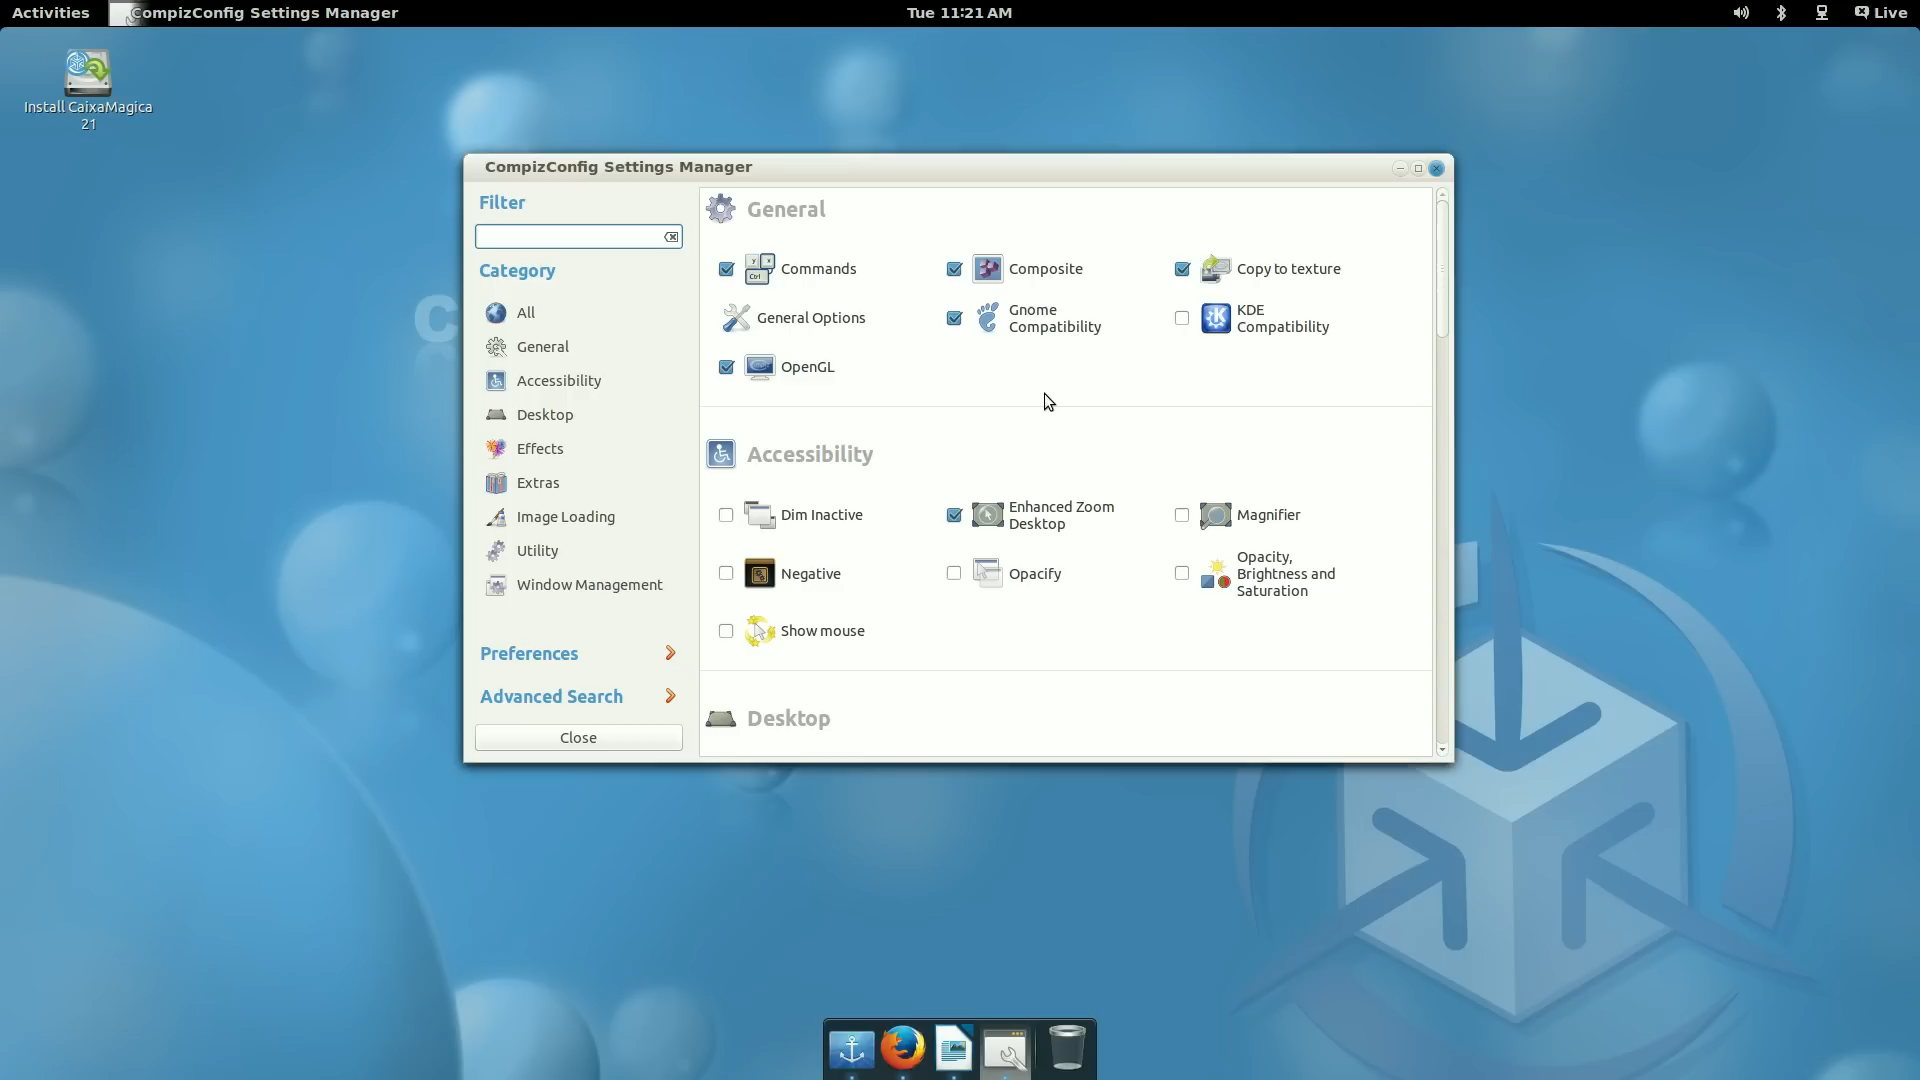 Activities
CompizConfig Settings Manager
Tue 11:21 AM
Live
Install CaixaMagica
21
CompizConfig Settings Manager
Filter
Category
All
General
Accessibility
Desktop
Effects
Extras
Image Loading
Utility
Window Management
Preferences
Advanced Search
Close
General
Commands
Composite
Copy to texture
General Options
Gnome
Compatibility
KDE
Compatibility
OpenGL
Accessibility
Dim Inactive
Enhanced Zoom
Desktop
Magnifier
Negative
Opacify
Opacity,
Brightness and
Saturation
Show mouse
Desktop